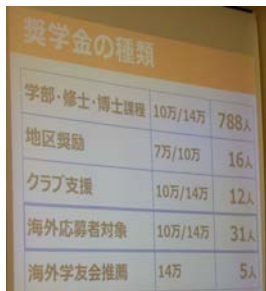 奨学金の種類
学部・修士・博士課程 10万/14万 788人
地区奨励 7万/10万 16人
クラブ支援 10万/14万 12人
海外応募者対象 10万/14万 31人
海外学友会推薦 14万 5人